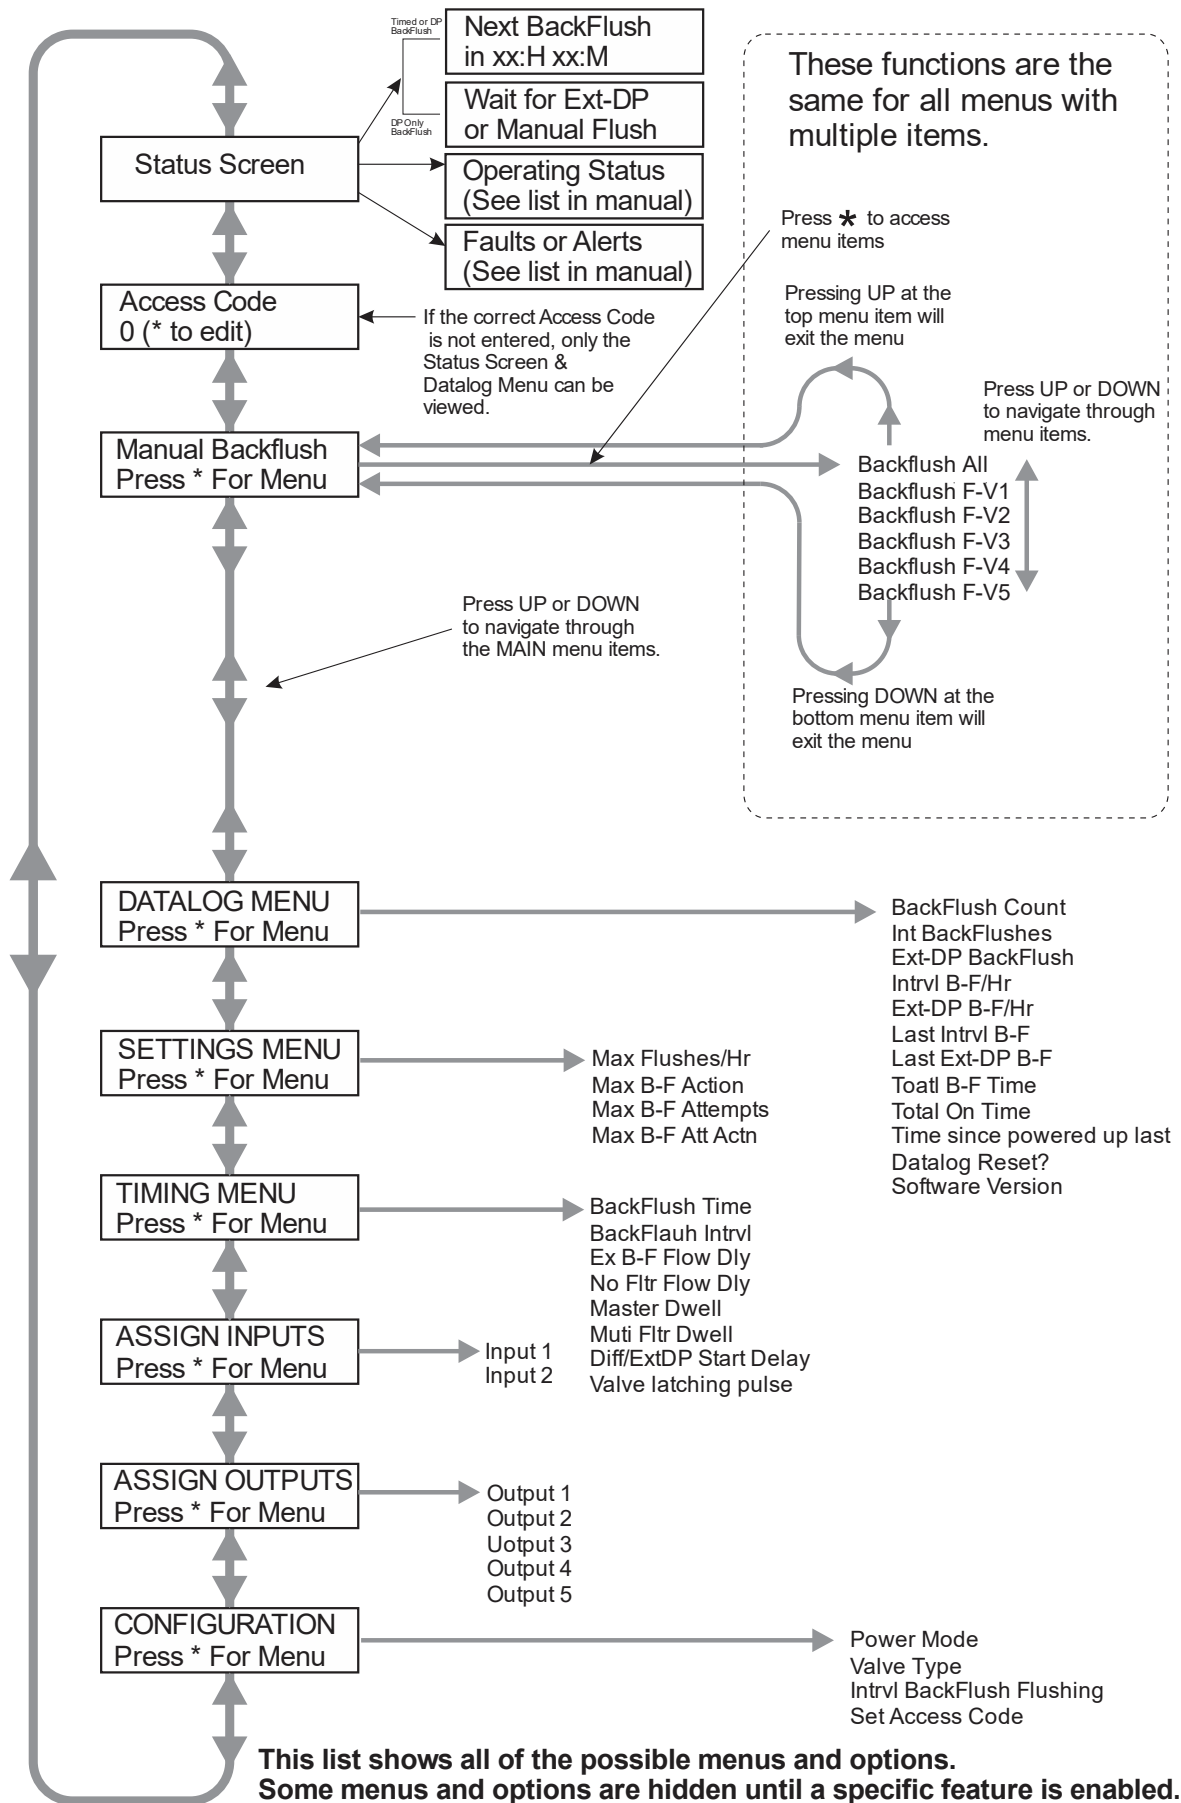 Timed or DP
BackFlush
Next BackFlush
in xx:H xx:M
DP Only
BackFlush
Wait for Ext-DP
or Manual Flush
Status Screen
Operating Status
(See list in manual)
Faults or Alerts
(See list in manual)
These functions are the
same for all menus with
multiple items.
Press * to access
menu items
Access Code
0 (* to edit)
If the correct Access Code
is not entered, only the
Status Screen &
Datalog Menu can be
viewed.
Pressing UP at the
top menu item will
exit the menu
Press UP or DOWN
to navigate through
menu items.
Manual Backflush
Press * For Menu
Backflush All
Backflush F-V1
Backflush F-V2
Backflush F-V3
Backflush F-V4
Backflush F-V5
Press UP or DOWN
to navigate through
the MAIN menu items.
Pressing DOWN at the
bottom menu item will
exit the menu
DATALOG MENU
Press * For Menu
BackFlush Count
Int BackFlushes
Ext-DP BackFlush
Intrvl B-F/Hr
Ext-DP B-F/Hr
Last Intrvl B-F
Last Ext-DP B-F
Toatl B-F Time
Total On Time
Time since powered up last
Datalog Reset?
Software Version
SETTINGS MENU
Press * For Menu
Max Flushes/Hr
Max B-F Action
Max B-F Attempts
Max B-F Att Actn
TIMING MENU
Press * For Menu
BackFlush Time
BackFlauh Intrvl
Ex B-F Flow Dly
No Fltr Flow Dly
Master Dwell
Muti Fltr Dwell
Diff/ExtDP Start Delay
Valve latching pulse
ASSIGN INPUTS
Press * For Menu
Input 1
Input 2
ASSIGN OUTPUTS
Press * For Menu
Output 1
Output 2
Uotput 3
Output 4
Output 5
CONFIGURATION
Press * For Menu
Power Mode
Valve Type
Intrvl BackFlush Flushing
Set Access Code
This list shows all of the possible menus and options.
Some menus and options are hidden until a specific feature is enabled.